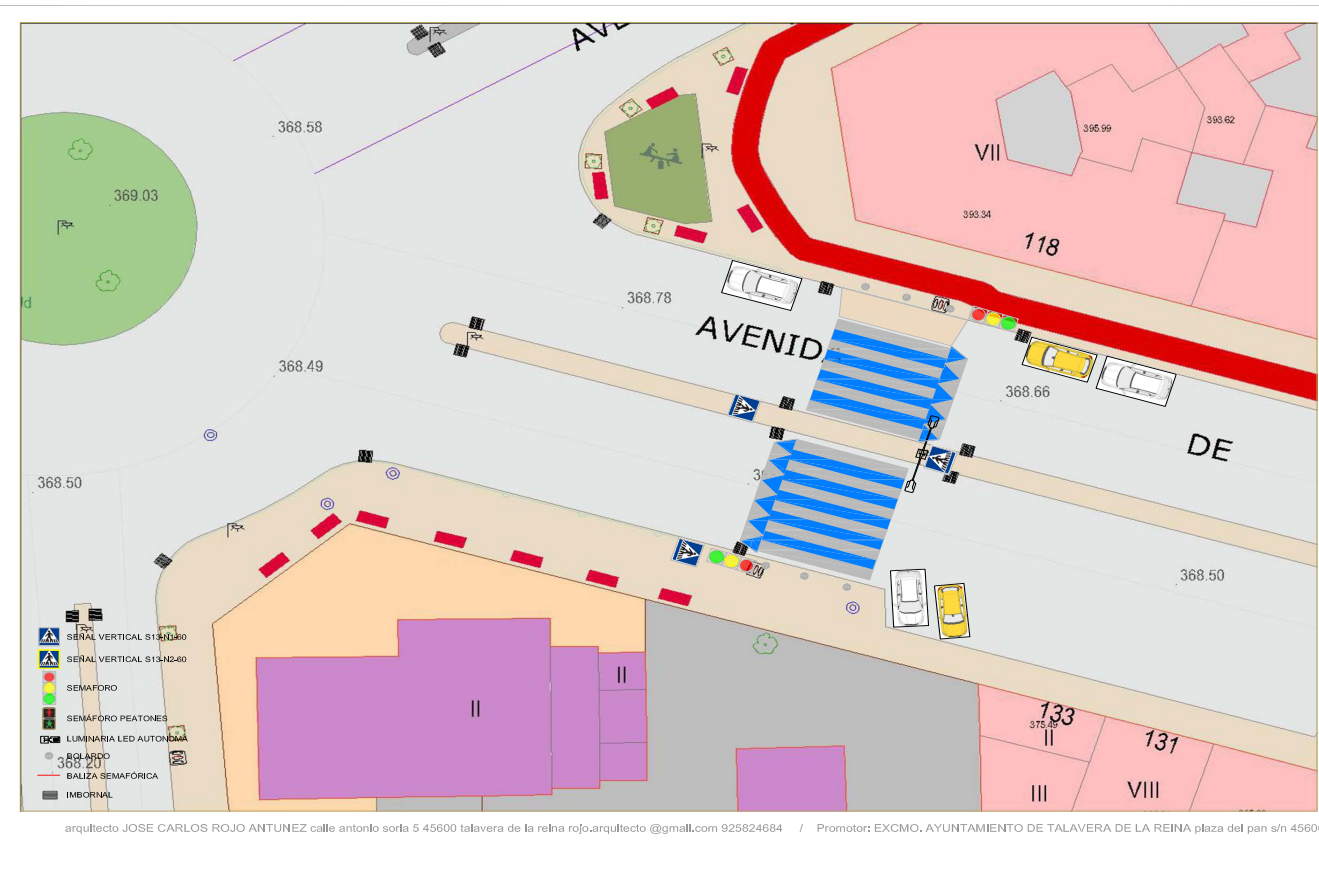 AVE
368.58
395.99
393.62
VII
369.03
393.34
118
368.78
AVENIDA
368.49
368.66
DE
368.50
368.50
SEÑAL VERTICAL S13-N1-60
SEÑAL VERTICAL S13-N2-60
SEMAFORO
SEMÁFORO PEATONES
LUMINARIA LED AUTONOMA
BOLARDO
368.20
BALIZA SEMAFÓRICA
IMBORNAL
II
II
133
375.49
II
131
III
VIII
arquitecto JOSE CARLOS ROJO ANTUNEZ calle antonio soria 5 45600 talavera de la reina rojo.arquitecto @gmail.com 925824684 / Promotor: EXCMO. AYUNTAMIENTO DE TALAVERA DE LA REINA plaza del pan s/n 4560